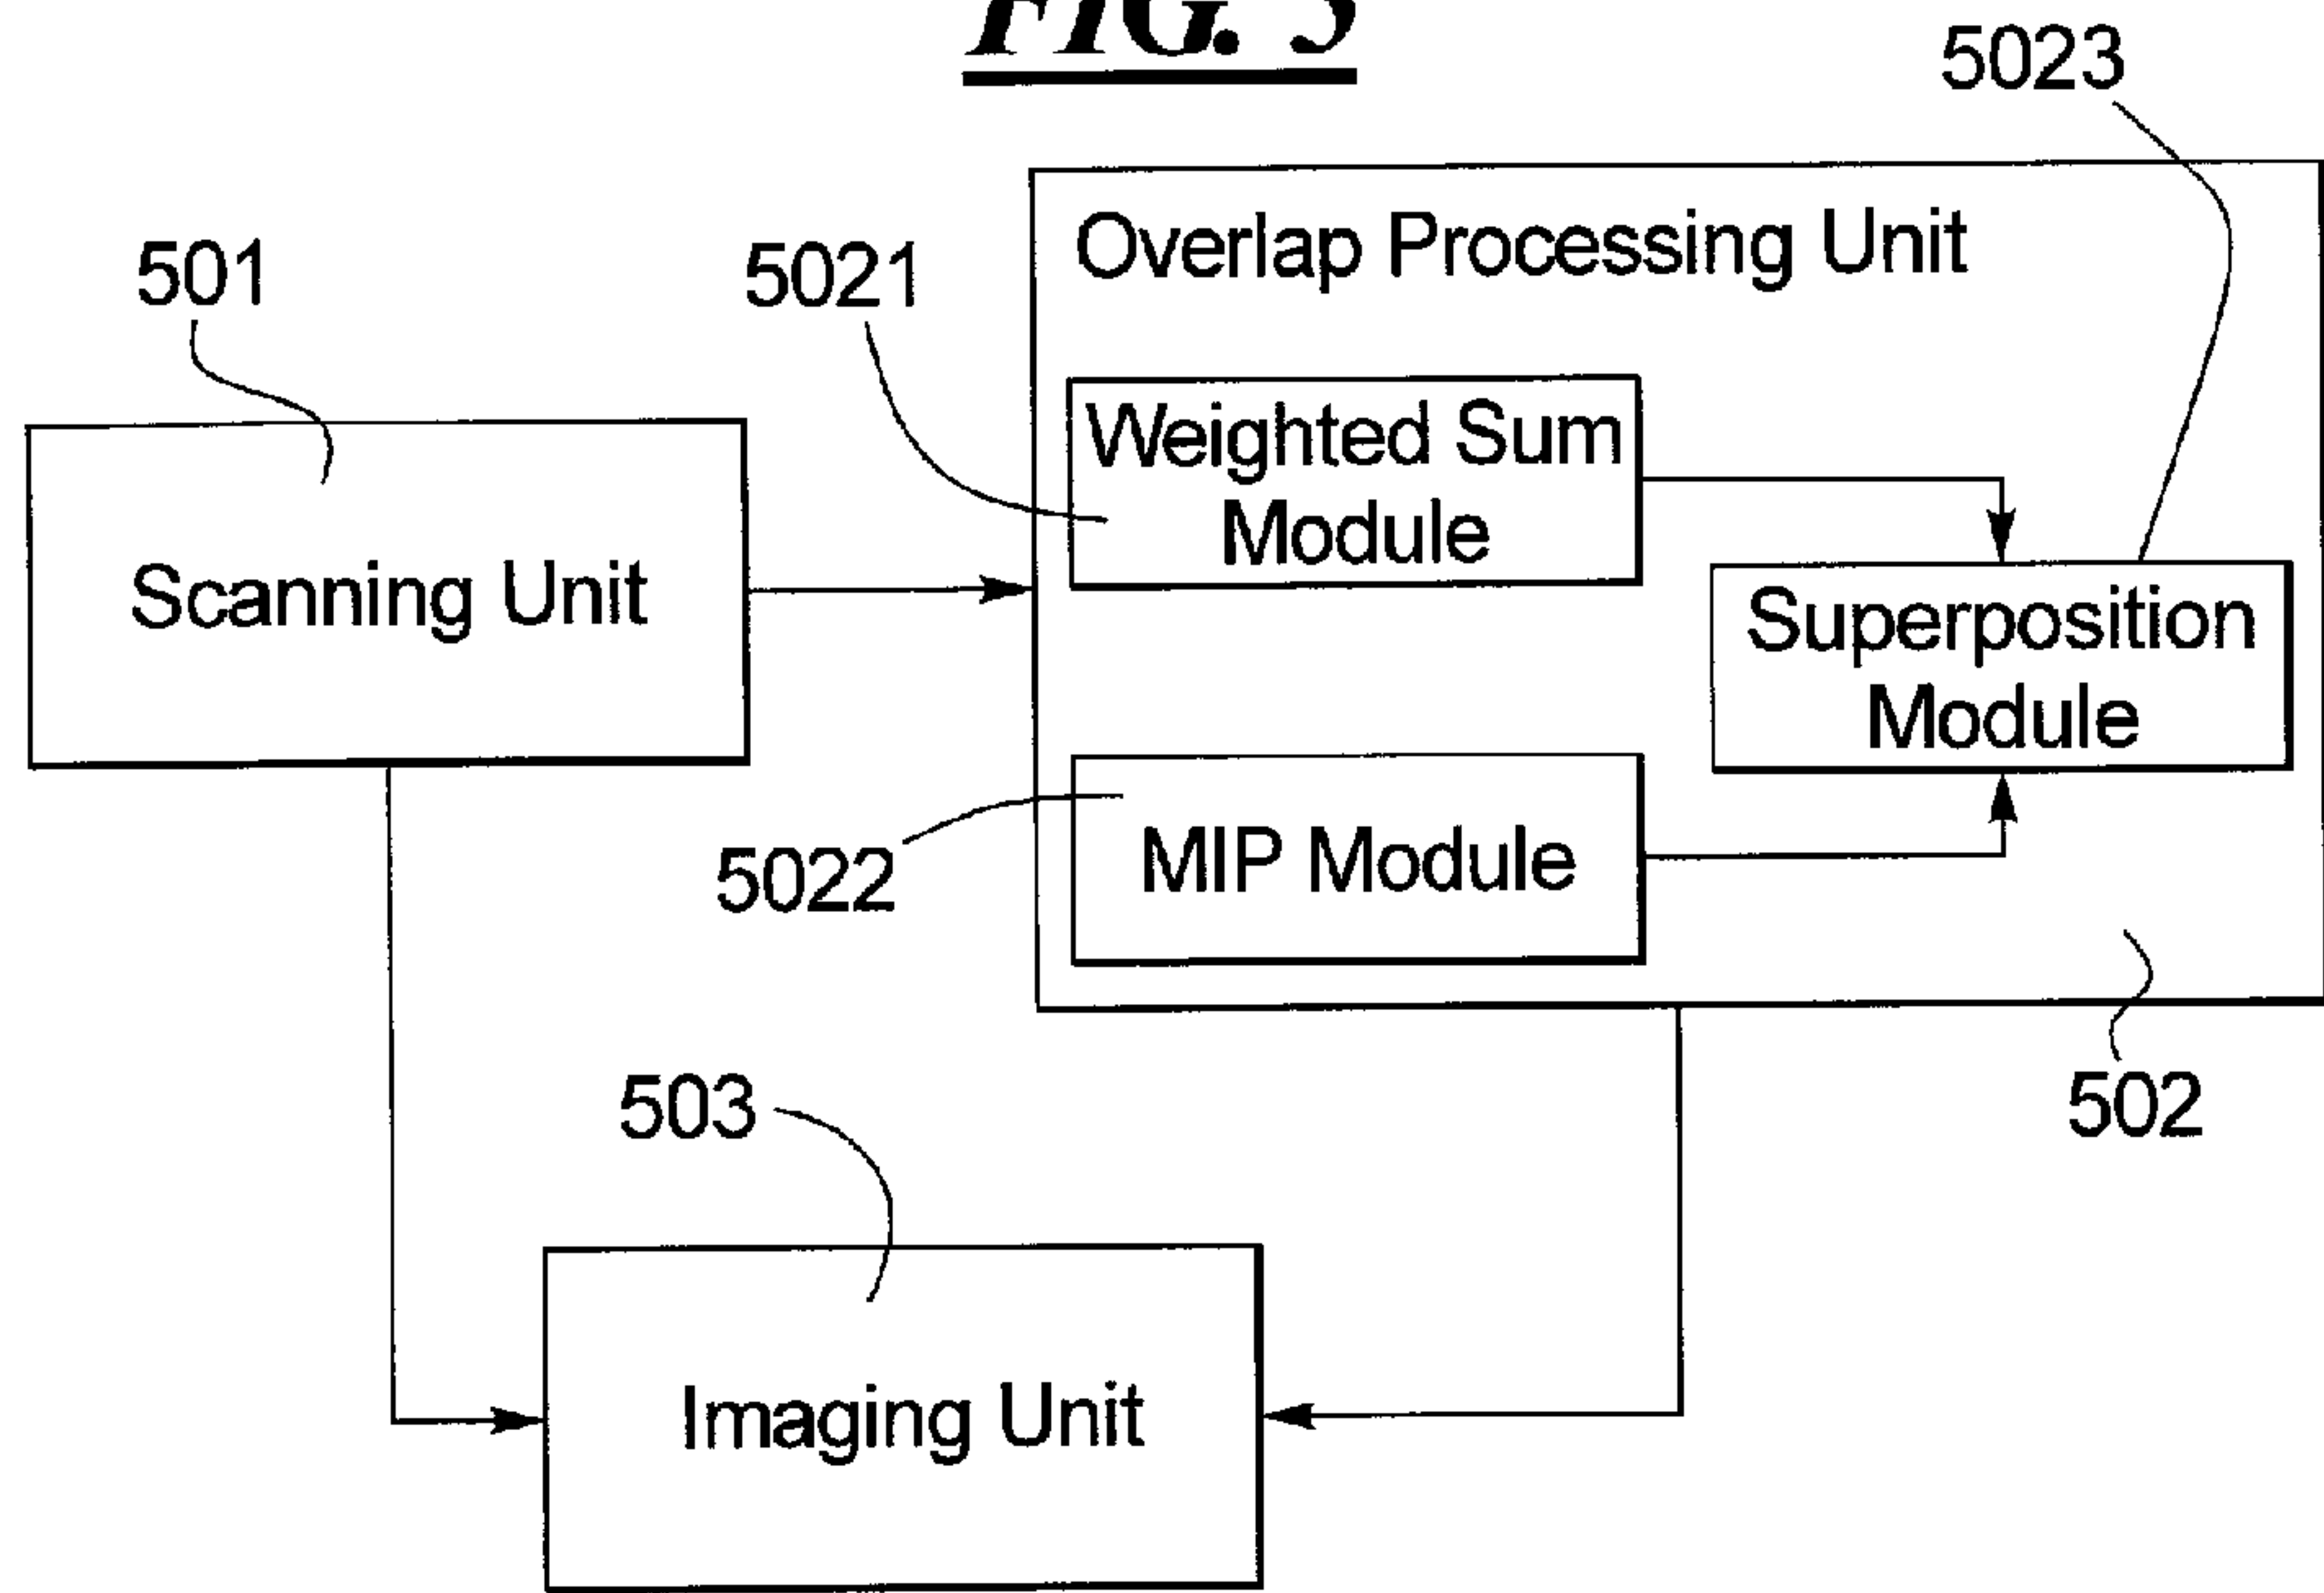 FIG. 5
5023
501
5021
Overlap Processing Unit
Weighted Sum
Module
Scanning Unit
Superposition
Module
5022
MIP Module
503
502
Imaging Unit